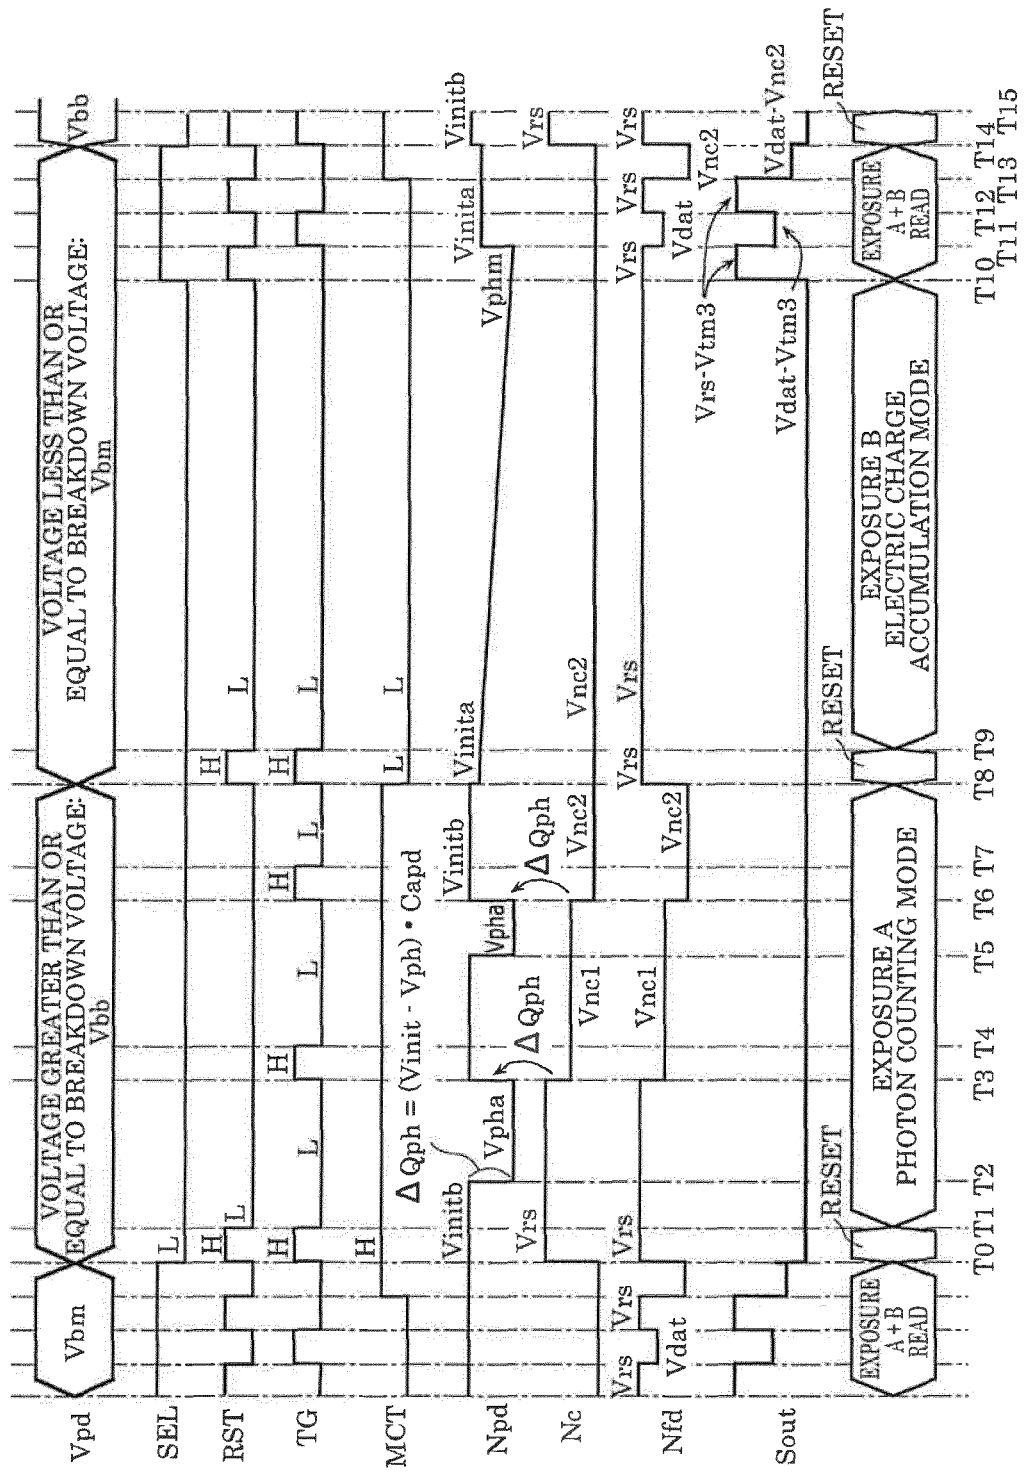 Vpd
Vbm
VOLTAGE GREATER THAN OR
EQUAL TO BREAKDOWN VOLTAGE:
Vbb
VOLTAGE LESS THAN OR
EQUAL TO BREAKDOWN VOLTAGE:
Vbm
Vbb
SEL
L
RST
H
L
H
L
TG
H
L
H
L
H
L
H
L
MCT
H
L
L
ΔQph = (Vinit - Vph) • Capd
Npd
Vinitb
Vpha
Vpha
Vinitb
Vinita
Vphm
Vinita
Vinitb
Nc
Vrs
ΔQph
Vnc1
ΔQph
Vnc2
Vnc2
Vrs
Nfd
Vrs
Vdat
Vrs
Vrs
Vnc1
Vnc2
Vrs
Vrs
Vrs
Vdat
Vrs
Vnc2
Vrs
Sout
Vrs-Vtm3
Vdat-Vtm3
Vdat-Vnc2
EXPOSURE
A+B
READ
RESET
EXPOSURE A
PHOTON COUNTING MODE
RESET
EXPOSURE B
ELECTRIC CHARGE
ACCUMULATION MODE
EXPOSURE
A+B
READ
RESET
T0 T1 T2 T3 T4 T5 T6 T7 T8 T9 T10 T11 T12 T13 T14 T15